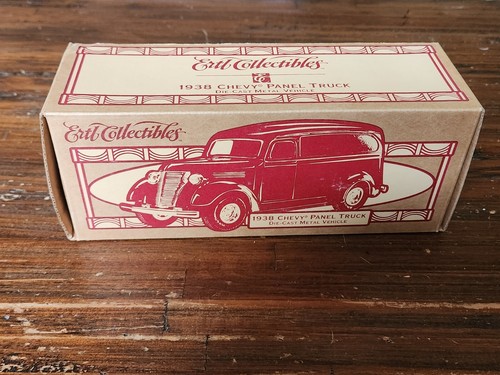 Ertl Collectibles
1938 Chevy® Panel Truck
Die-Cast Metal Vehicle
Ertl Collectibles
1938 Chevy® Panel Truck
Die-Cast Metal Vehicle